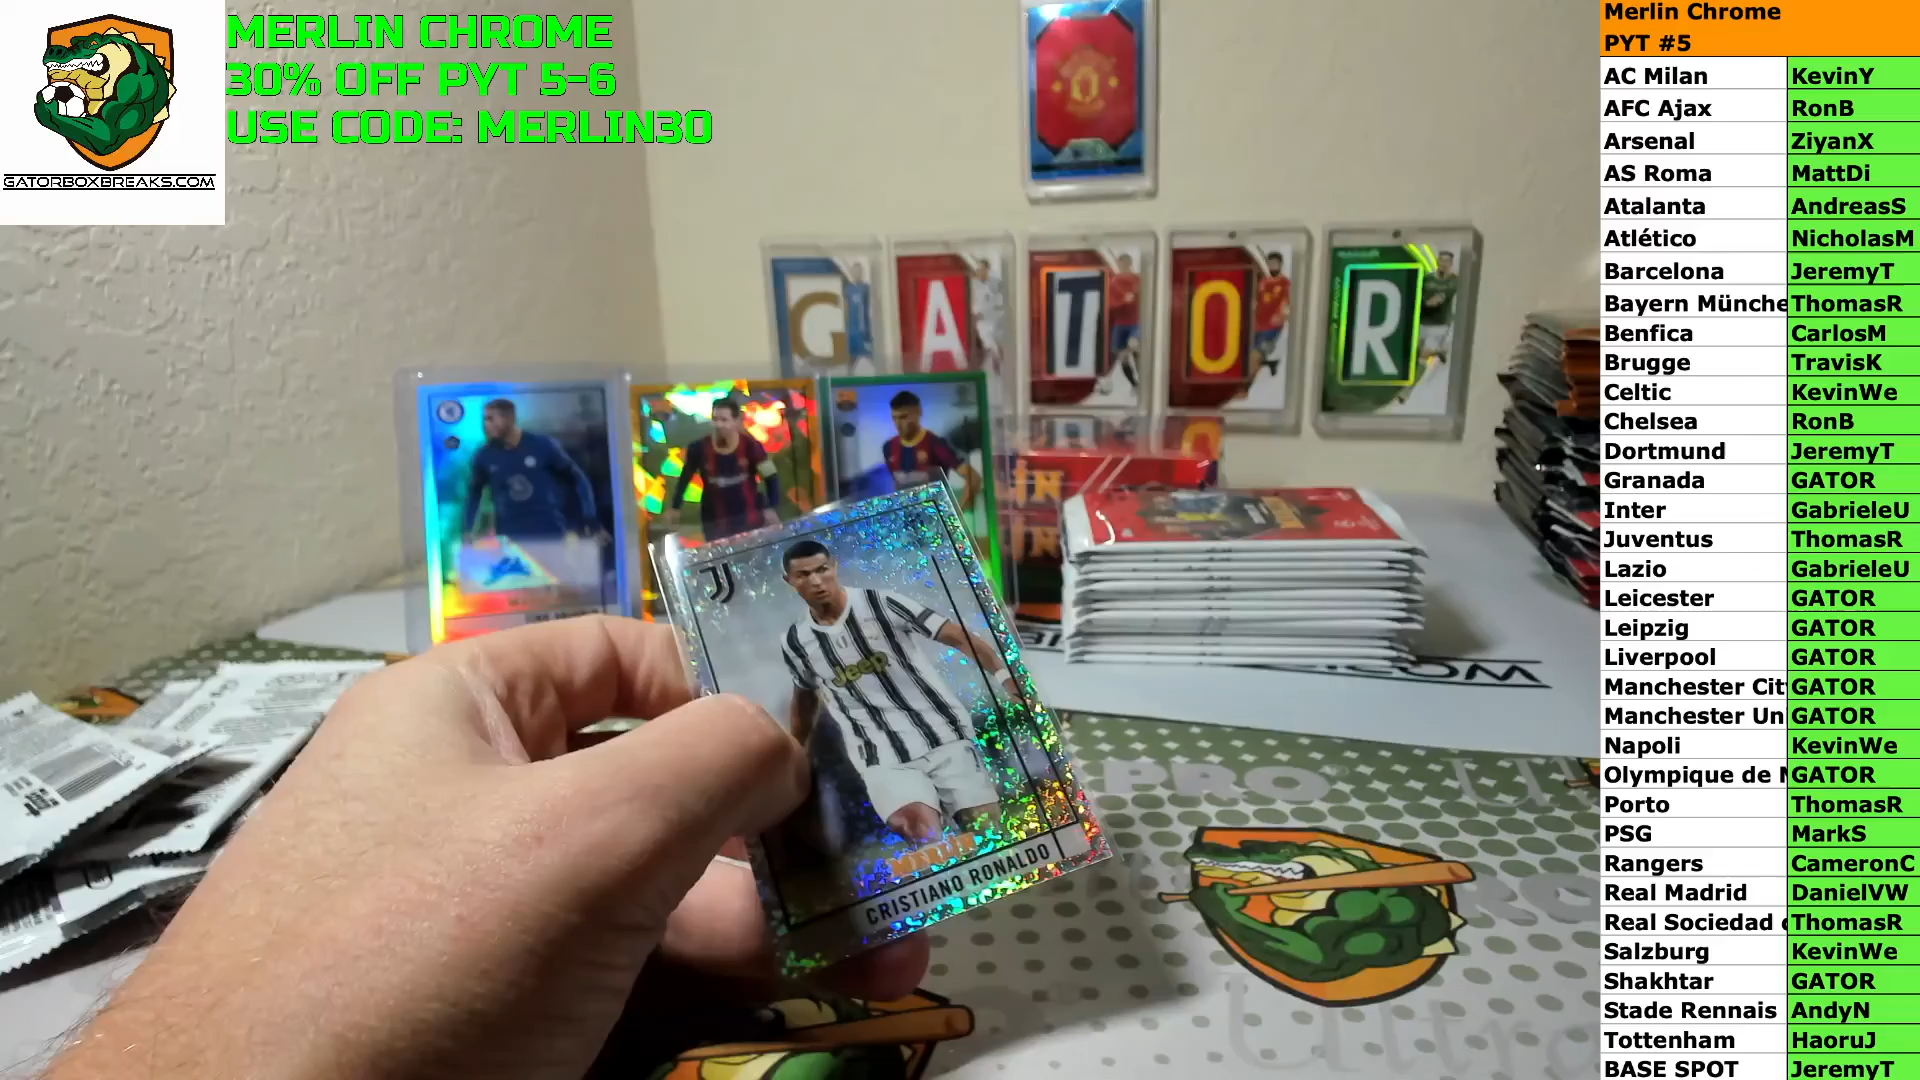 MERLIN CHROME
30% OFF PYT 5-6
USE CODE: MERLIN30
GATORBOXBREAKS.COM
G A T O R
Jeep
MERLIN
CRISTIANO RONALDO
PRO
Merlin Chrome
PYT #5
AC Milan KevinY
AFC Ajax RonB
Arsenal ZiyanX
AS Roma MattDi
Atalanta AndreasS
Atlético NicholasM
Barcelona JeremyT
Bayern Münche ThomasR
Benfica CarlosM
Brugge TravisK
Celtic KevinWe
Chelsea RonB
Dortmund JeremyT
Granada GATOR
Inter GabrieleU
Juventus ThomasR
Lazio GabrieleU
Leicester GATOR
Leipzig GATOR
Liverpool GATOR
Manchester Cit GATOR
Manchester Un GATOR
Napoli KevinWe
Olympique de M GATOR
Porto ThomasR
PSG MarkS
Rangers CameronC
Real Madrid DanielVW
Real Sociedad d ThomasR
Salzburg KevinWe
Shakhtar GATOR
Stade Rennais AndyN
Tottenham HaoruJ
BASE SPOT JeremyT